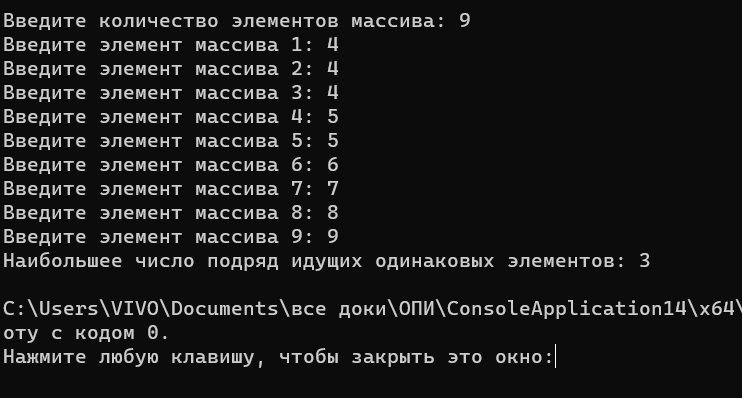 Введите количество элементов массива: 9
Введите элемент массива 1: 4
Введите элемент массива 2: 4
Введите элемент массива 3: 4
Введите элемент массива 4: 5
Введите элемент массива 5: 5
Введите элемент массива 6: 6
Введите элемент массива 7: 7
Введите элемент массива 8: 8
Введите элемент массива 9: 9
Наибольшее число подряд идущих одинаковых элементов: 3
C:\Users\VIVO\Documents\все доки\ОПИ\ConsoleApplication14\x64\
оту с кодом 0.
Нажмите любую клавишу, чтобы закрыть это окно: